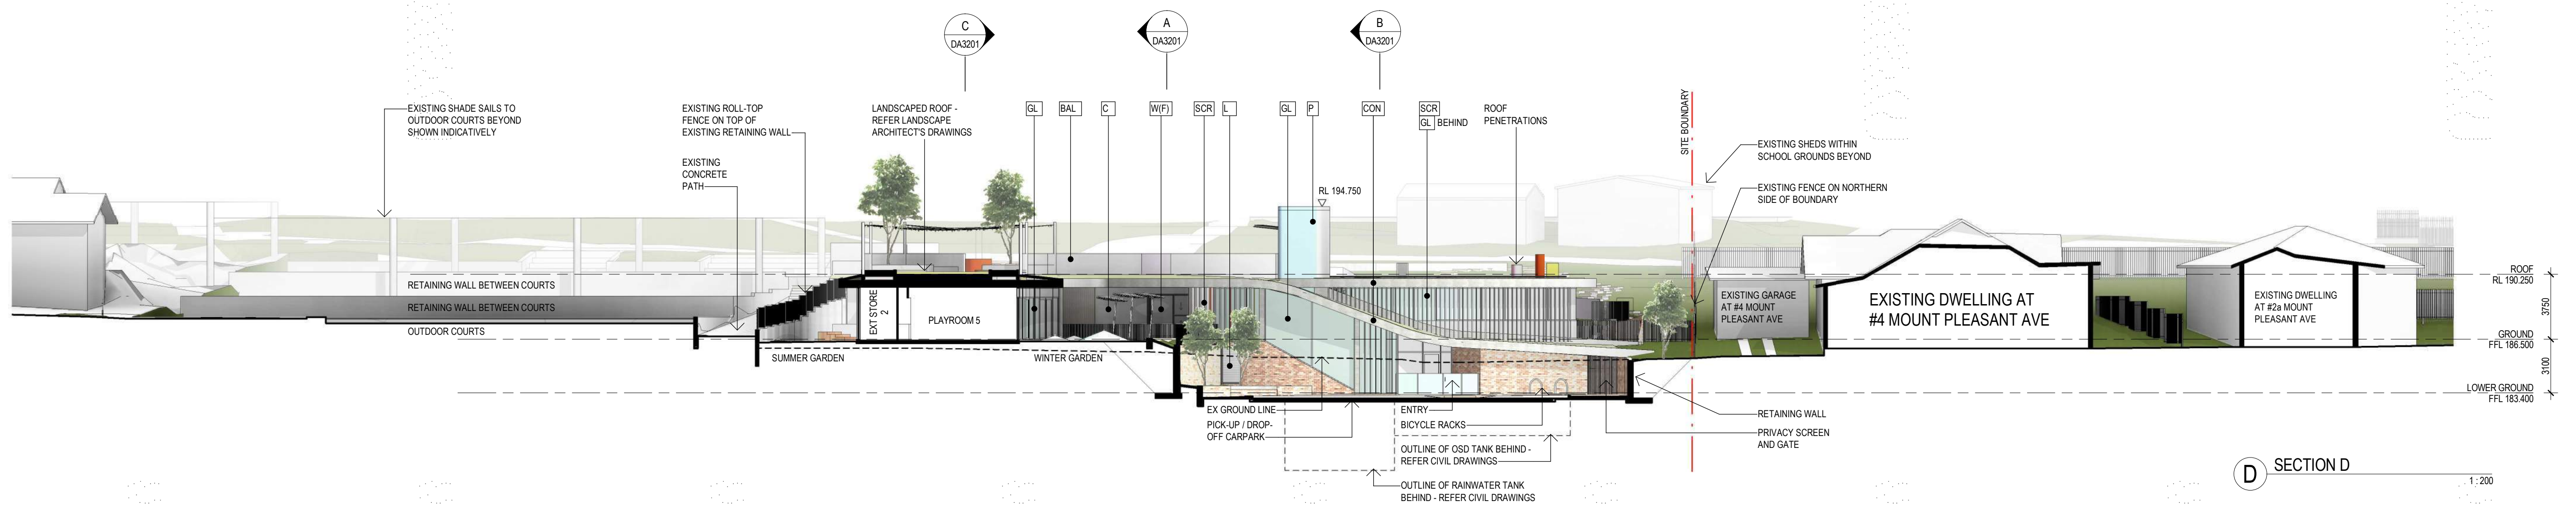 C
DA3201
A
DA3201
B
DA3201
EXISTING SHADE SAILS TO
OUTDOOR COURTS BEYOND
SHOWN INDICATIVELY
EXISTING ROLL-TOP
FENCE ON TOP OF
EXISTING RETAINING WALL
EXISTING
CONCRETE
PATH
LANDSCAPED ROOF -
REFER LANDSCAPE
ARCHITECT'S DRAWINGS
GL
BAL
C
W(F)
SCR
L
GL
P
CON
SCR
GL BEHIND
ROOF
PENETRATIONS
SITE BOUNDARY
EXISTING SHEDS WITHIN
SCHOOL GROUNDS BEYOND
EXISTING FENCE ON NORTHERN
SIDE OF BOUNDARY
RL 194.750
RETAINING WALL BETWEEN COURTS
RETAINING WALL BETWEEN COURTS
OUTDOOR COURTS
EXT STORE
2
PLAYROOM 5
SUMMER GARDEN
WINTER GARDEN
EXISTING GARAGE
AT #4 MOUNT
PLEASANT AVE
EXISTING DWELLING AT
#4 MOUNT PLEASANT AVE
EXISTING DWELLING
AT #2a MOUNT
PLEASANT AVE
ROOF
RL 190.250
3750
GROUND
FFL 186.500
3100
LOWER GROUND
FFL 183.400
EX GROUND LINE
PICK-UP / DROP-
OFF CARPARK
ENTRY
BICYCLE RACKS
OUTLINE OF OSD TANK BEHIND -
REFER CIVIL DRAWINGS
OUTLINE OF RAINWATER TANK
BEHIND - REFER CIVIL DRAWINGS
RETAINING WALL
PRIVACY SCREEN
AND GATE
D
SECTION D
1 : 200